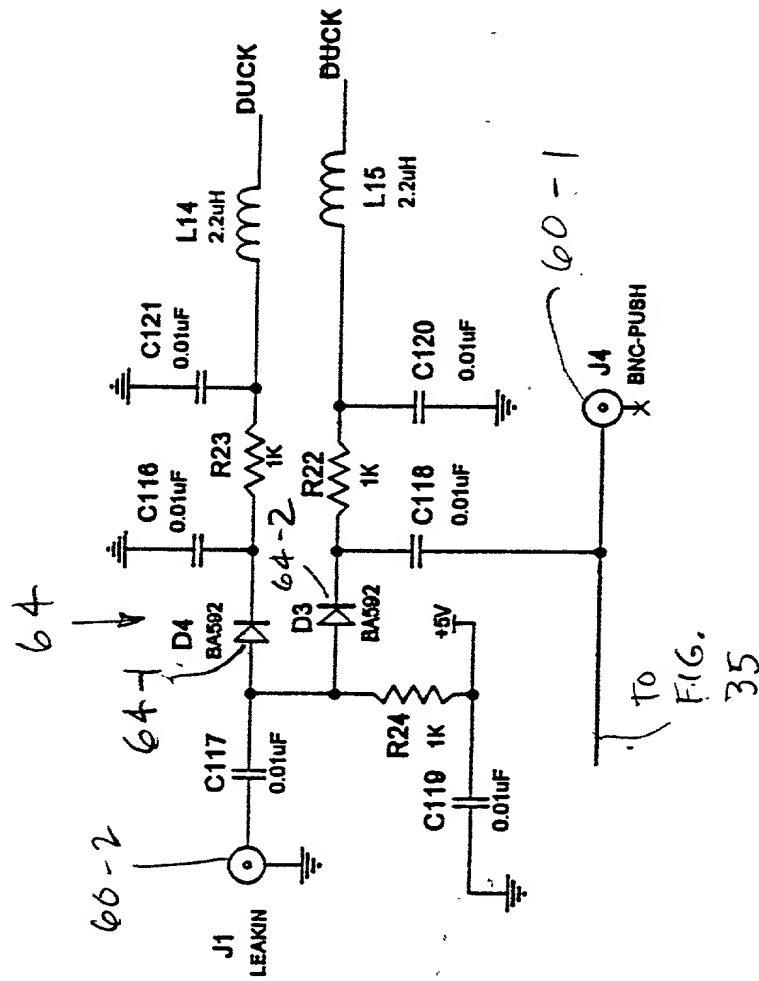 DUCK
DUCK
L14
2.2uH
L15
2.2uH
C121
0.01uF
C120
0.01uF
R23
1K
R22
1K
C116
0.01uF
C118
0.01uF
64
64-1
64-2
D4
BA592
D3
BA592
C117
0.01uF
R24
1K
+5V
C119
0.01uF
60-2
J1
LEAKIN
60-1
J4
BNC-PUSH
TO
FIG.
35